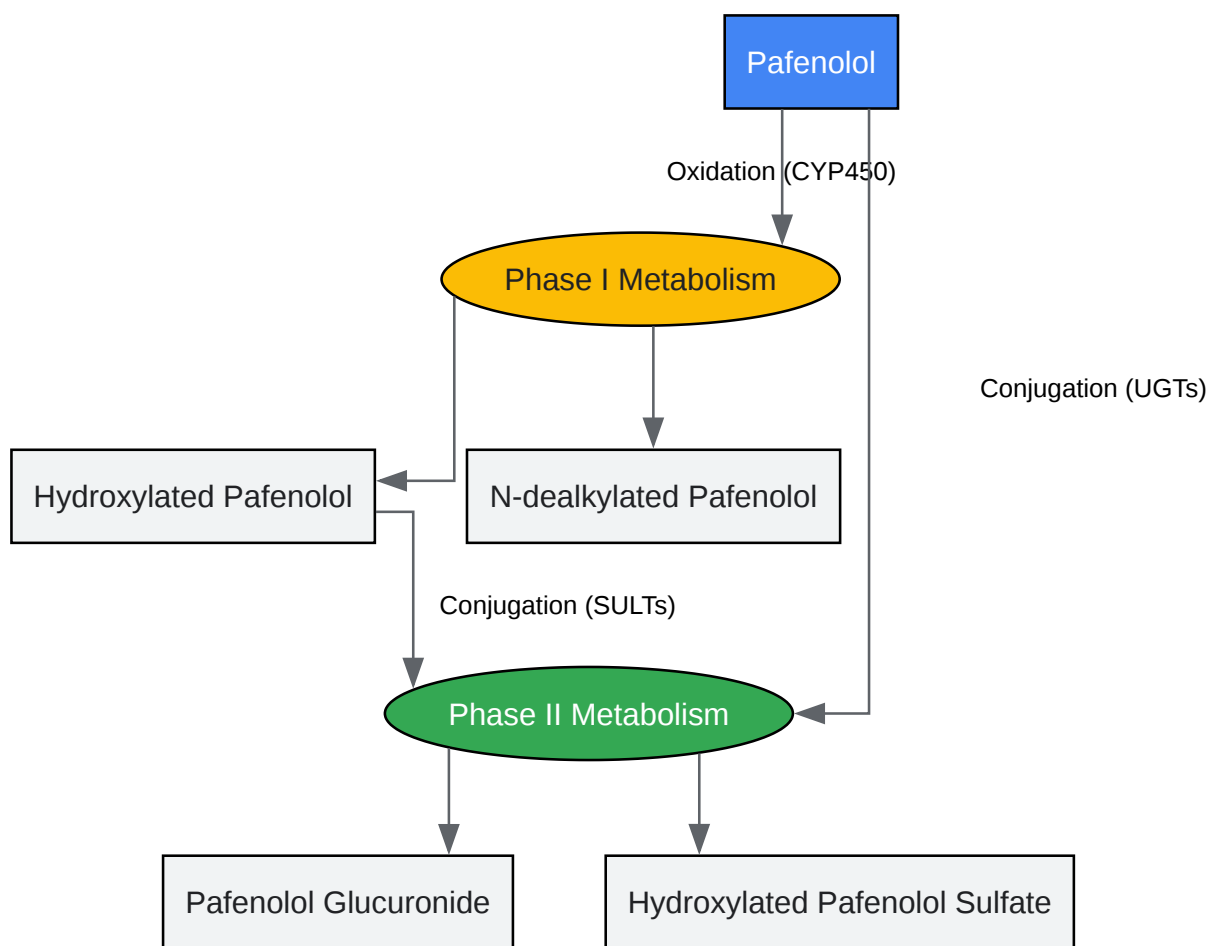 Pafenolol
Oxidation (CYP450)
Phase I Metabolism
Conjugation (UGTs)
Hydroxylated Pafenolol
N-dealkylated Pafenolol
Conjugation (SULTs)
Phase II Metabolism
Pafenolol Glucuronide
Hydroxylated Pafenolol Sulfate